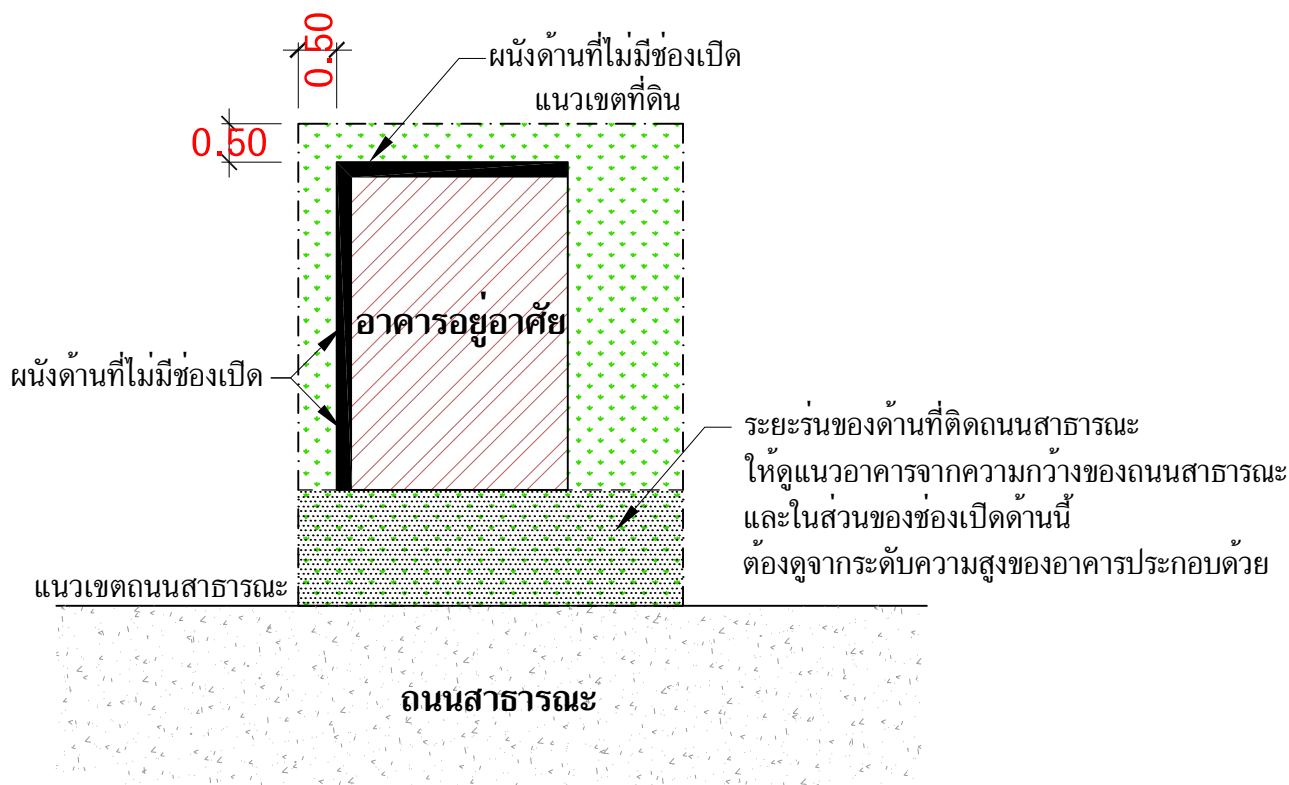 0.50
ผนังด้านที่ไม่มีช่องเปิด
แนวเขตที่ดิน
0.50
อาคารอยู่อาศัย
ผนังด้านที่ไม่มีช่องเปิด
ระยะร่นของด้านที่ติดถนนสาธารณะ
ให้ดูแนวอาคารจากความกว้างของถนนสาธารณะ
และในส่วนของช่องเปิดด้านนี้
ต้องดูจากระดับความสูงของอาคารประกอบด้วย
แนวเขตถนนสาธารณะ
ถนนสาธารณะ